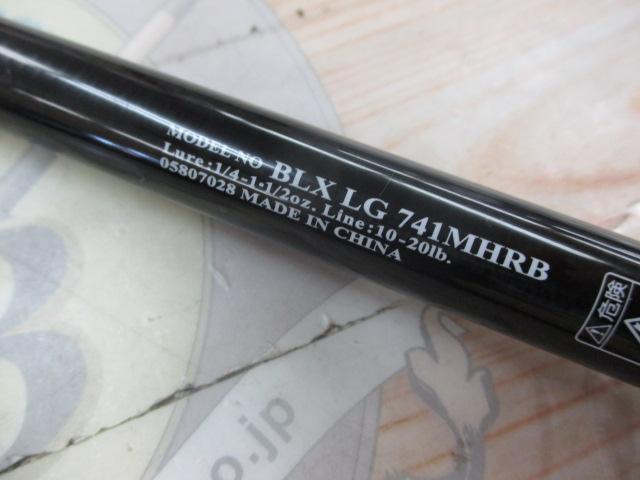 MODEL NO BLX LG 741MHRB
Lure:1/4-1・1/2oz. Line:10-20lb.
05807028 MADE IN CHINA
危険
o.jp